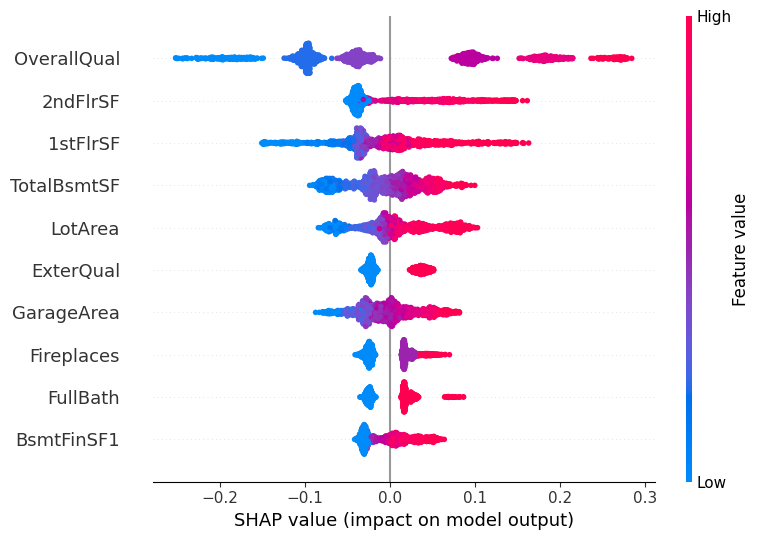 High
OverallQual
2ndFlrSF
1stFlrSF
TotalBsmtSF
LotArea
ExterQual
GarageArea
Fireplaces
FullBath
BsmtFinSF1
Feature value
Low
−0.2 −0.1 0.0 0.1 0.2 0.3
SHAP value (impact on model output)